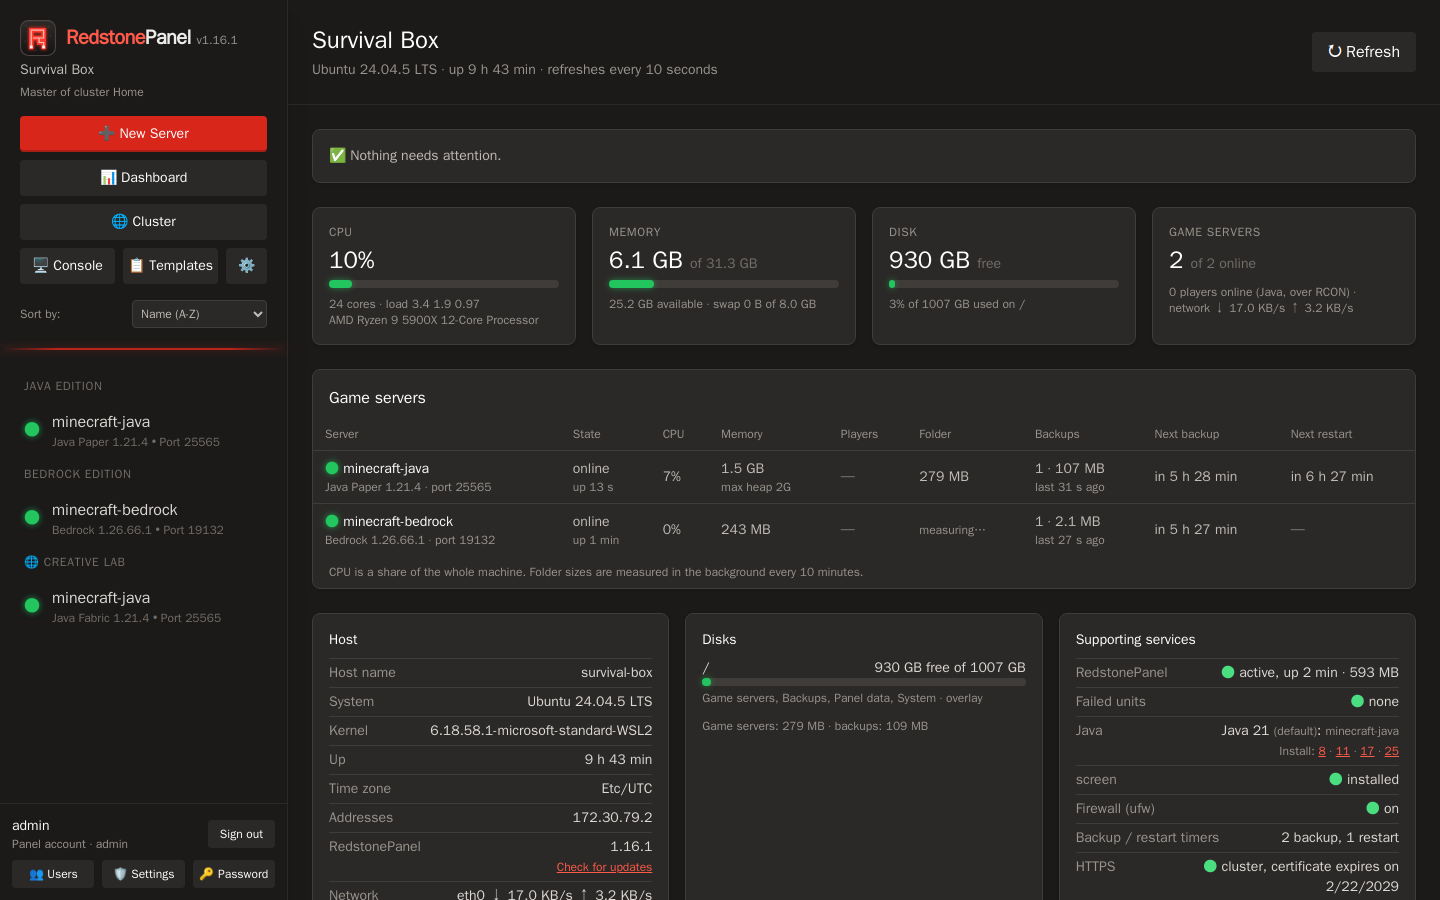 RedstonePanel v1.16.1
Survival Box
Master of cluster Home
➕ New Server
📊 Dashboard
🌐 Cluster
🖥️ Console
📋 Templates
⚙️
Sort by:
Name (A-Z)
JAVA EDITION
minecraft-java
Java Paper 1.21.4 • Port 25565
BEDROCK EDITION
minecraft-bedrock
Bedrock 1.26.66.1 • Port 19132
🌐 CREATIVE LAB
minecraft-java
Java Fabric 1.21.4 • Port 25565
admin
Panel account · admin
Sign out
👥 Users
🛡️ Settings
🔑 Password
Survival Box
Ubuntu 24.04.5 LTS · up 9 h 43 min · refreshes every 10 seconds
↻ Refresh
✅ Nothing needs attention.
CPU
10%
24 cores · load 3.4 1.9 0.97
AMD Ryzen 9 5900X 12-Core Processor
MEMORY
6.1 GB of 31.3 GB
25.2 GB available · swap 0 B of 8.0 GB
DISK
930 GB free
3% of 1007 GB used on /
GAME SERVERS
2 of 2 online
0 players online (Java, over RCON) ·
network ↓ 17.0 KB/s ↑ 3.2 KB/s
Game servers
Server State CPU Memory Players Folder Backups Next backup Next restart
minecraft-java online 7% 1.5 GB — 279 MB 1 · 107 MB in 5 h 28 min in 6 h 27 min
Java Paper 1.21.4 · port 25565 up 13 s max heap 2G last 31 s ago
minecraft-bedrock online 0% 243 MB — measuring… 1 · 2.1 MB in 5 h 27 min —
Bedrock 1.26.66.1 · port 19132 up 1 min last 27 s ago
CPU is a share of the whole machine. Folder sizes are measured in the background every 10 minutes.
Host
Host name survival-box
System Ubuntu 24.04.5 LTS
Kernel 6.18.58.1-microsoft-standard-WSL2
Up 9 h 43 min
Time zone Etc/UTC
Addresses 172.30.79.2
RedstonePanel 1.16.1
Check for updates
Network eth0 ↓ 17.0 KB/s ↑ 3.2 KB/s
Disks
/ 930 GB free of 1007 GB
Game servers, Backups, Panel data, System · overlay
Game servers: 279 MB · backups: 109 MB
Supporting services
RedstonePanel active, up 2 min · 593 MB
Failed units none
Java Java 21 (default): minecraft-java
Install: 8 · 11 · 17 · 25
screen installed
Firewall (ufw) on
Backup / restart timers 2 backup, 1 restart
HTTPS cluster, certificate expires on
2/22/2029